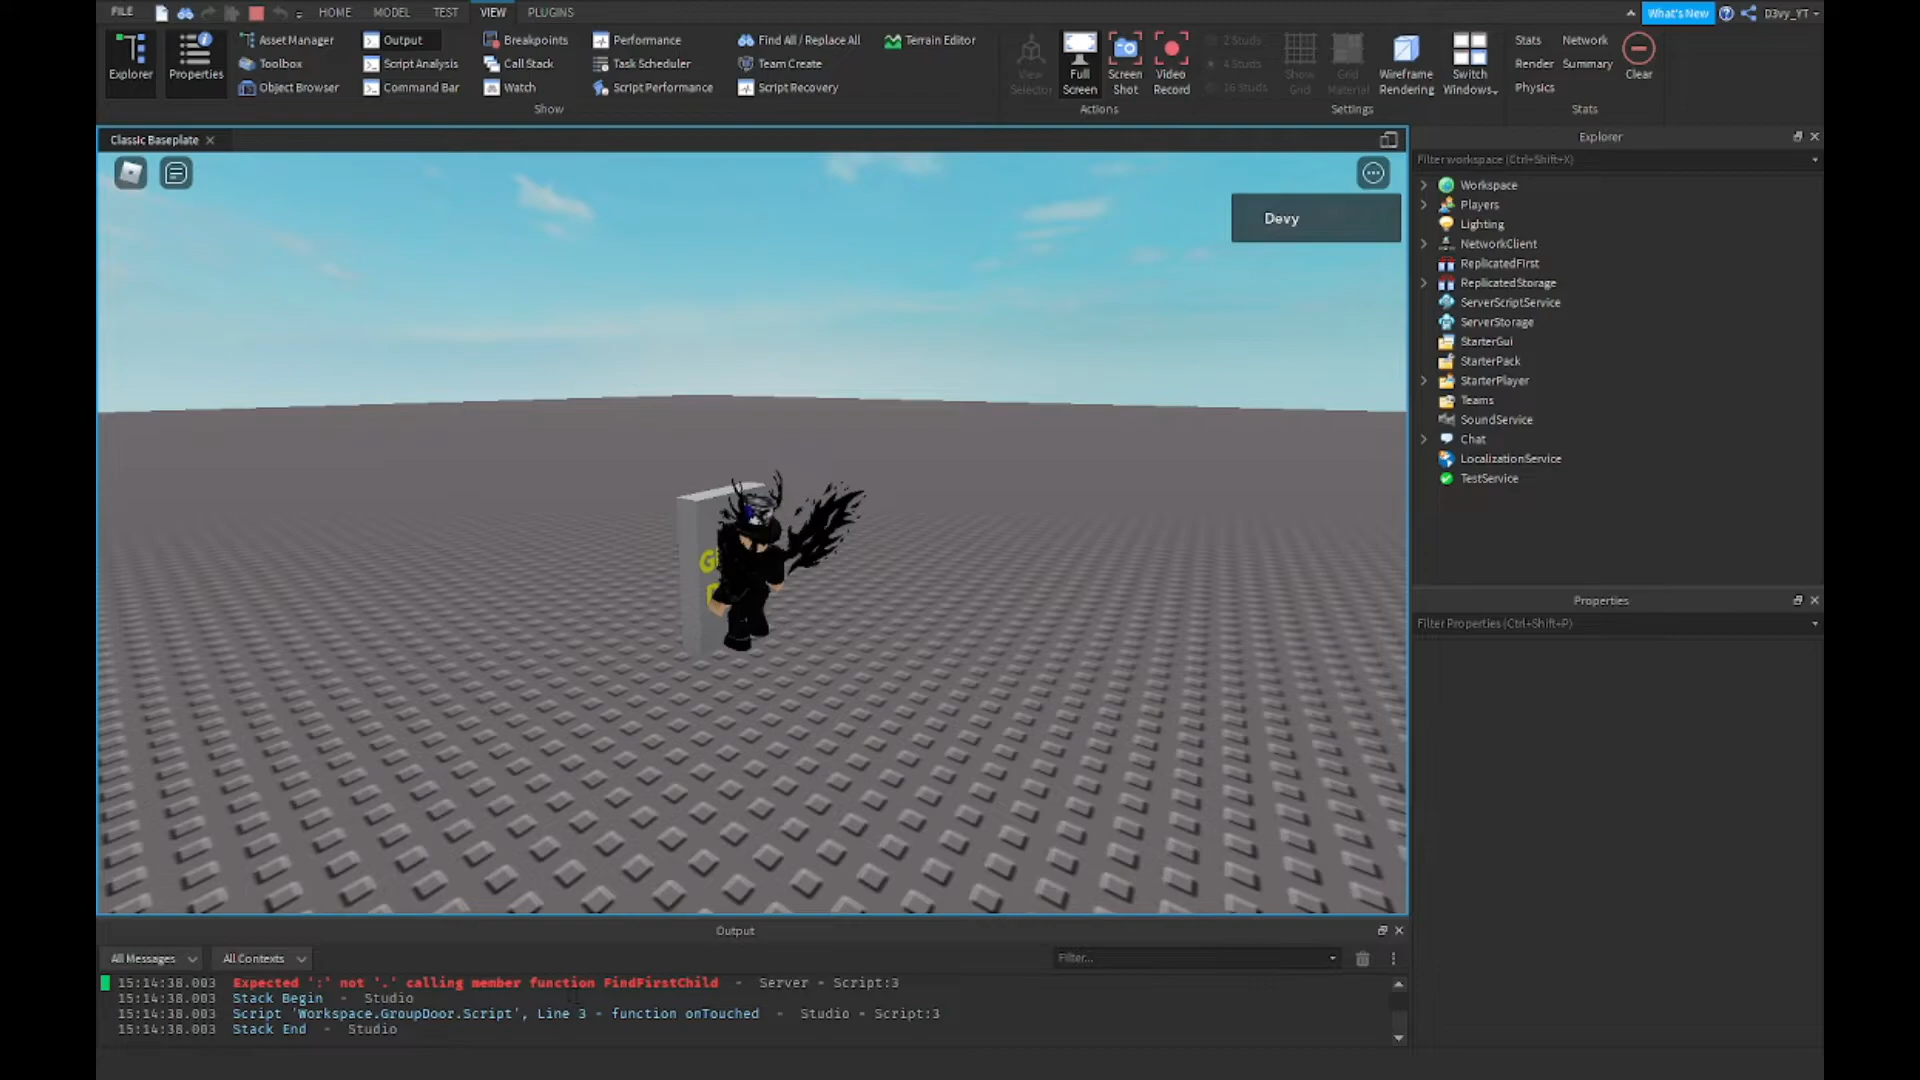 FILE HOME MODEL TEST VIEW PLUGINS What's New D3vy_YT
Explorer
Properties
Asset Manager
Toolbox
Object Browser
Output
Script Analysis
Command Bar
Breakpoints
Call Stack
Watch
Performance
Task Scheduler
Script Performance
Find All / Replace All
Team Create
Script Recovery
Terrain Editor
Show
View
Selector
Full
Screen
Screen
Shot
Video
Record
Actions
2 Studs
4 Studs
16 Studs
Show
Grid
Grid
Material
Wireframe
Rendering
Switch
Windows
Settings
Stats
Render
Physics
Network
Summary
Clear
Stats
Classic Baseplate
Devy
Explorer
Filter workspace (Ctrl+Shift+X)
Workspace
Players
Lighting
NetworkClient
ReplicatedFirst
ReplicatedStorage
ServerScriptService
ServerStorage
StarterGui
StarterPack
StarterPlayer
Teams
SoundService
Chat
LocalizationService
TestService
Properties
Filter Properties (Ctrl+Shift+P)
Output
All Messages All Contexts Filter...
15:14:38.003 Expected ':' not '.' calling member function FindFirstChild - Server - Script:3
15:14:38.003 Stack Begin - Studio
15:14:38.003 Script 'Workspace.GroupDoor.Script', Line 3 - function onTouched - Studio - Script:3
15:14:38.003 Stack End - Studio